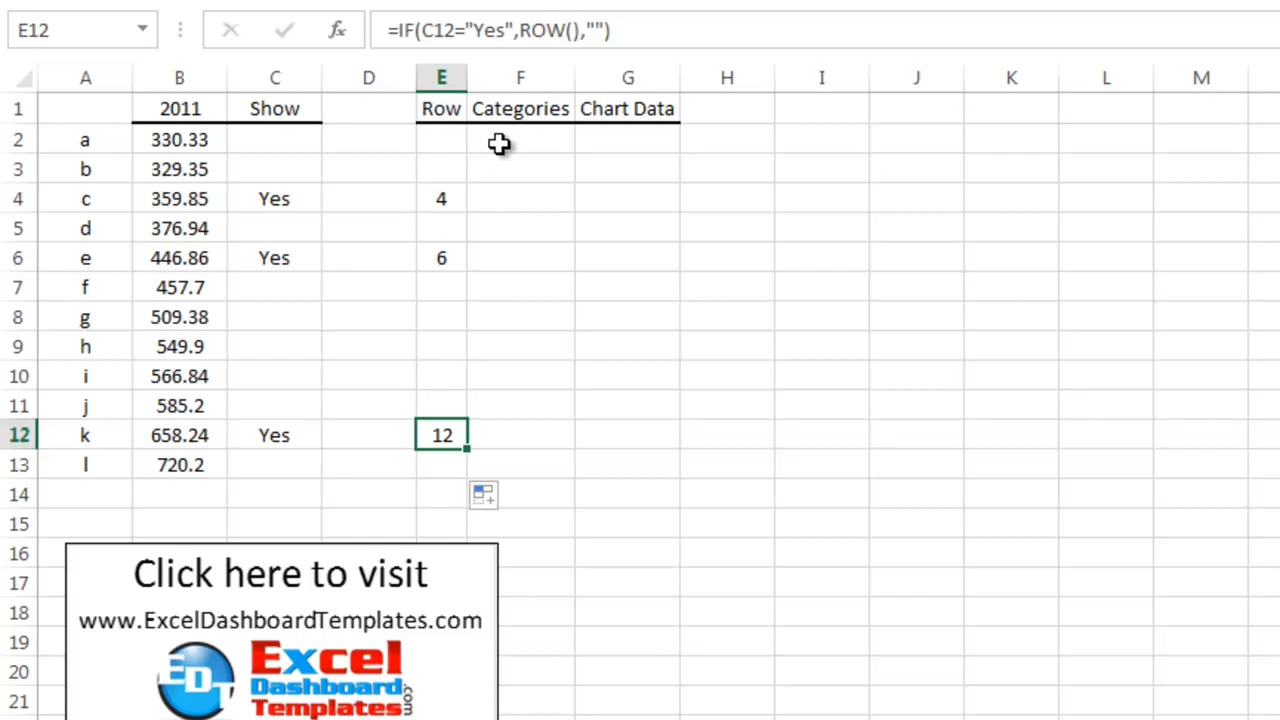 E12 fx =IF(C12="Yes",ROW(),"")
A B C D E F G H I J K L M
1 2011 Show Row Categories Chart Data
2 a 330.33
3 b 329.35
4 c 359.85 Yes 4
5 d 376.94
6 e 446.86 Yes 6
7 f 457.7
8 g 509.38
9 h 549.9
10 i 566.84
11 j 585.2
12 k 658.24 Yes 12
13 l 720.2
14
15
16
17
18
19
20
21
Click here to visit
www.ExcelDashboardTemplates.com
EDT
Excel
Dashboard
Templates
.com